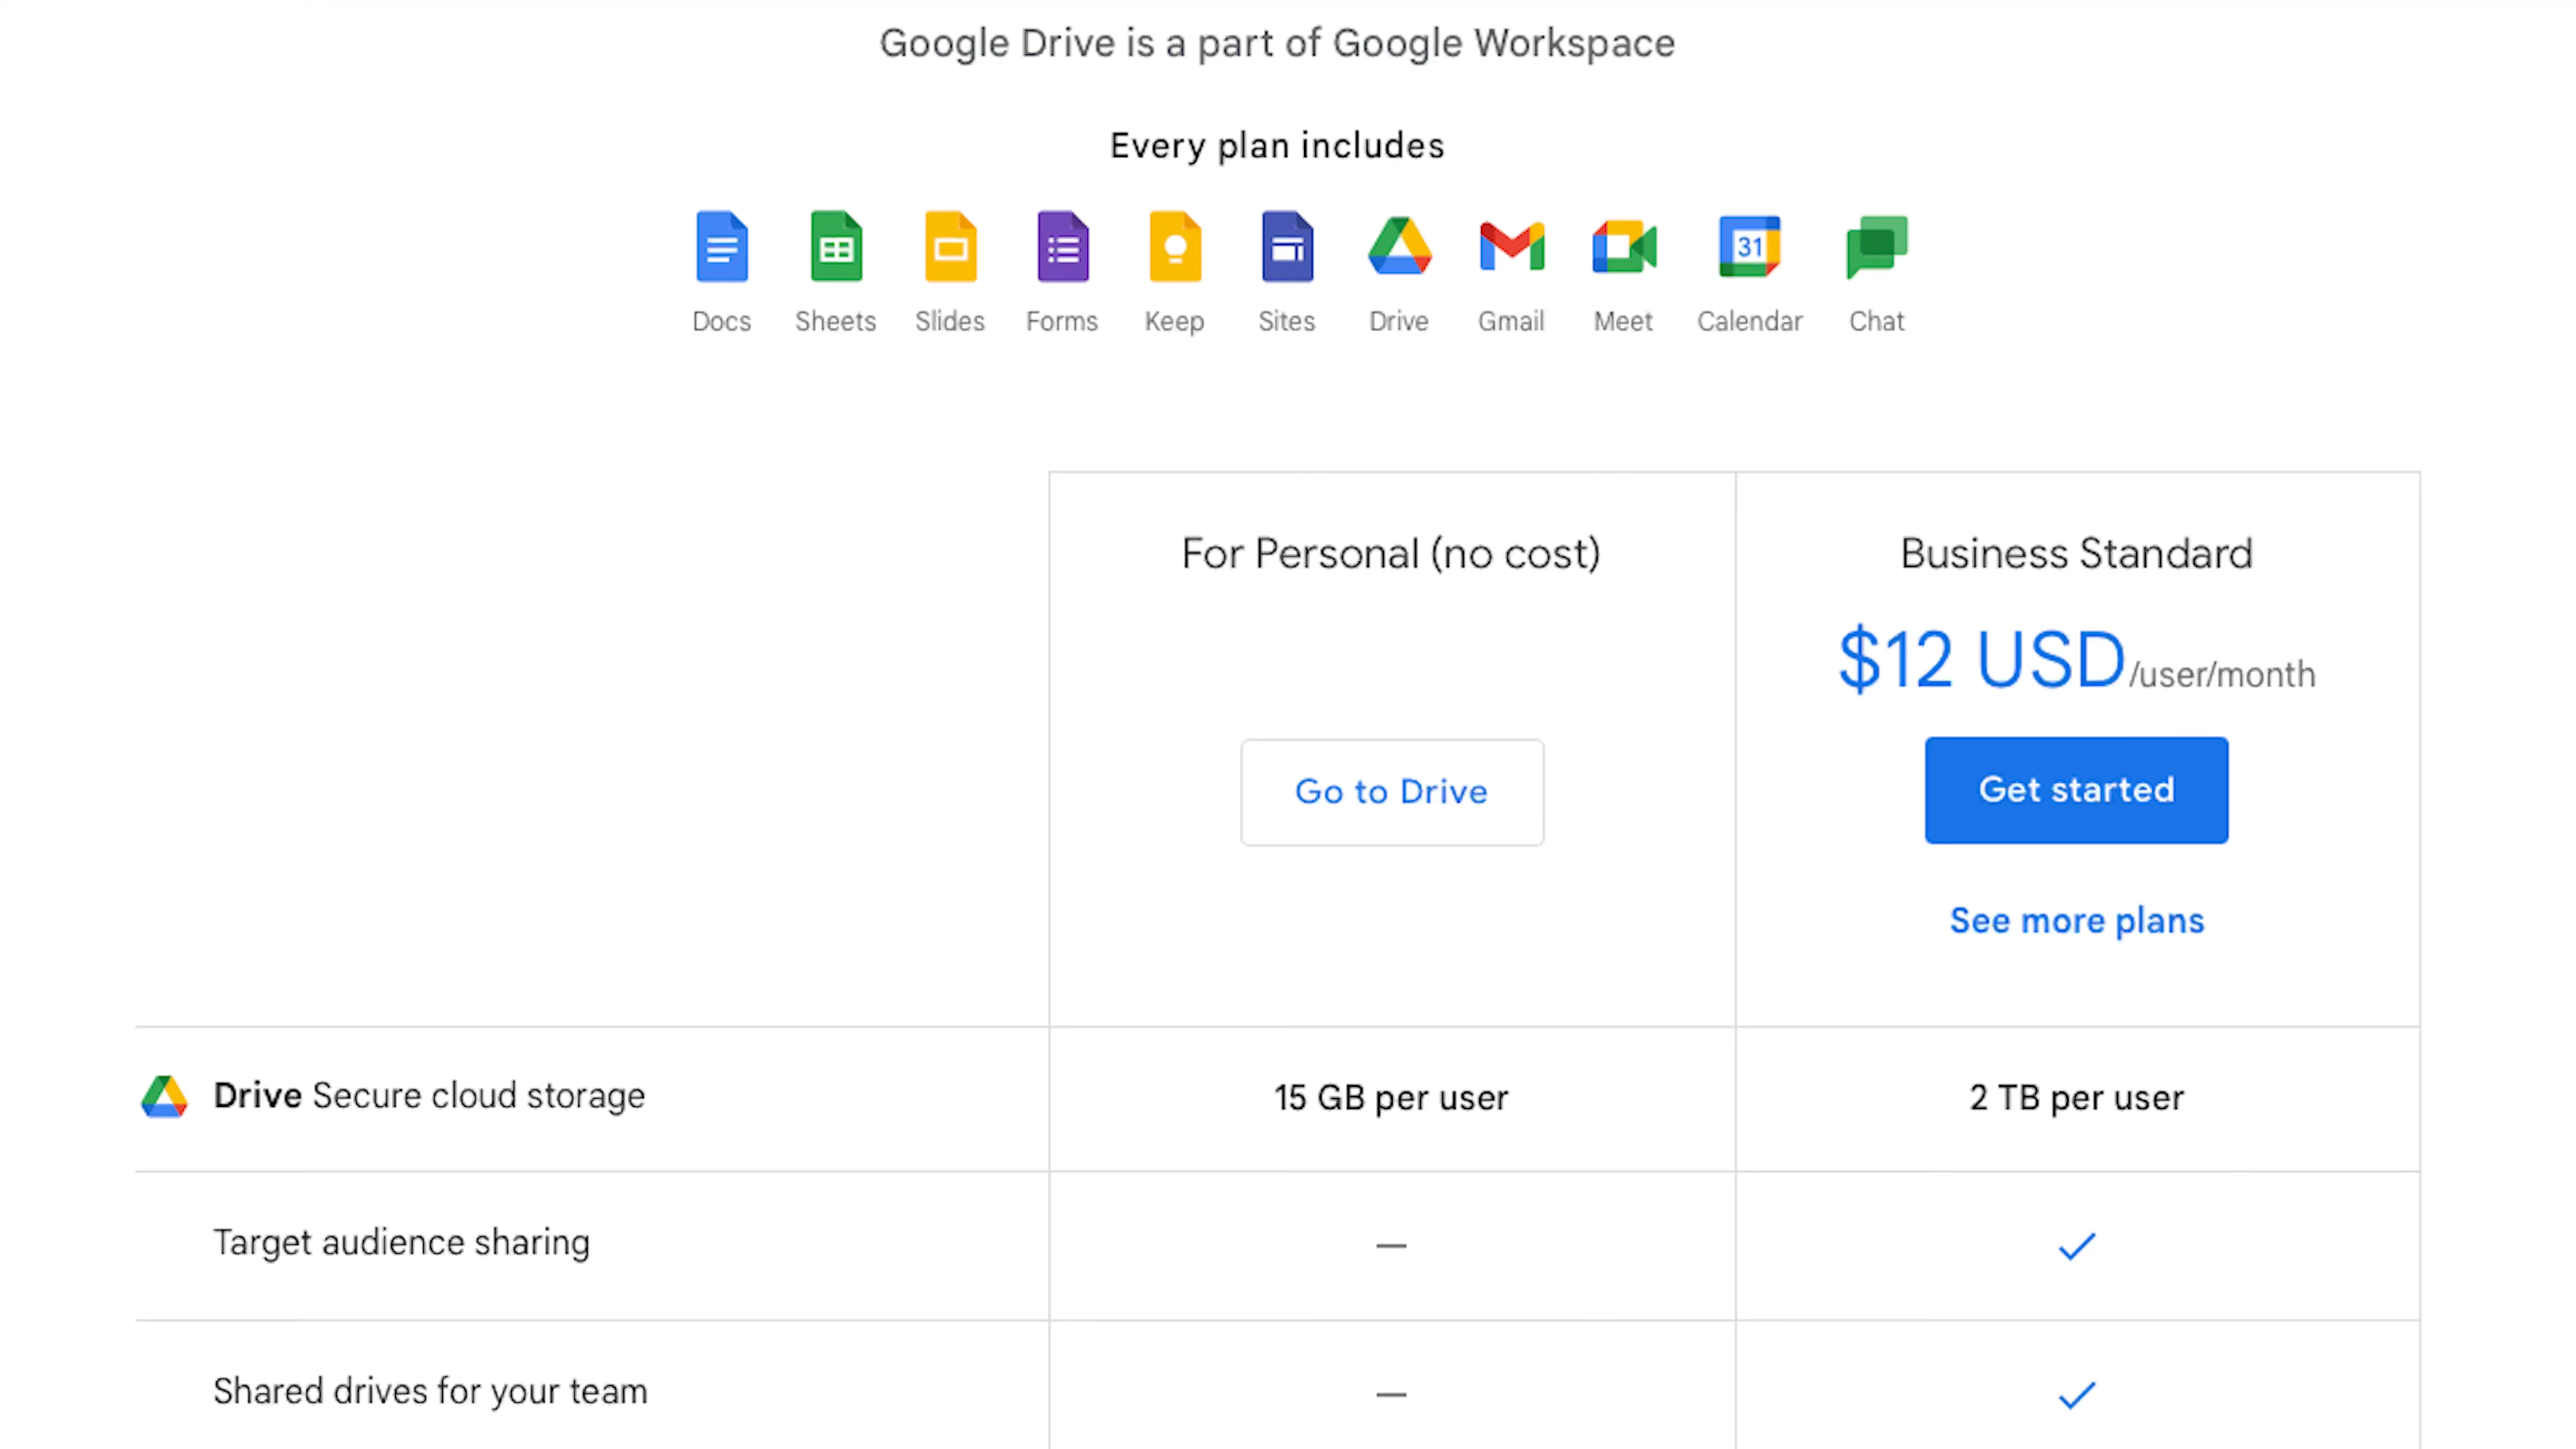 Google Drive is a part of Google Workspace
Every plan includes
31
Docs Sheets Slides Forms Keep Sites Drive Gmail Meet Calendar Chat
For Personal (no cost) Business Standard
$12 USD/user/month
Go to Drive Get started
See more plans
Drive Secure cloud storage 15 GB per user 2 TB per user
Target audience sharing —
Shared drives for your team —